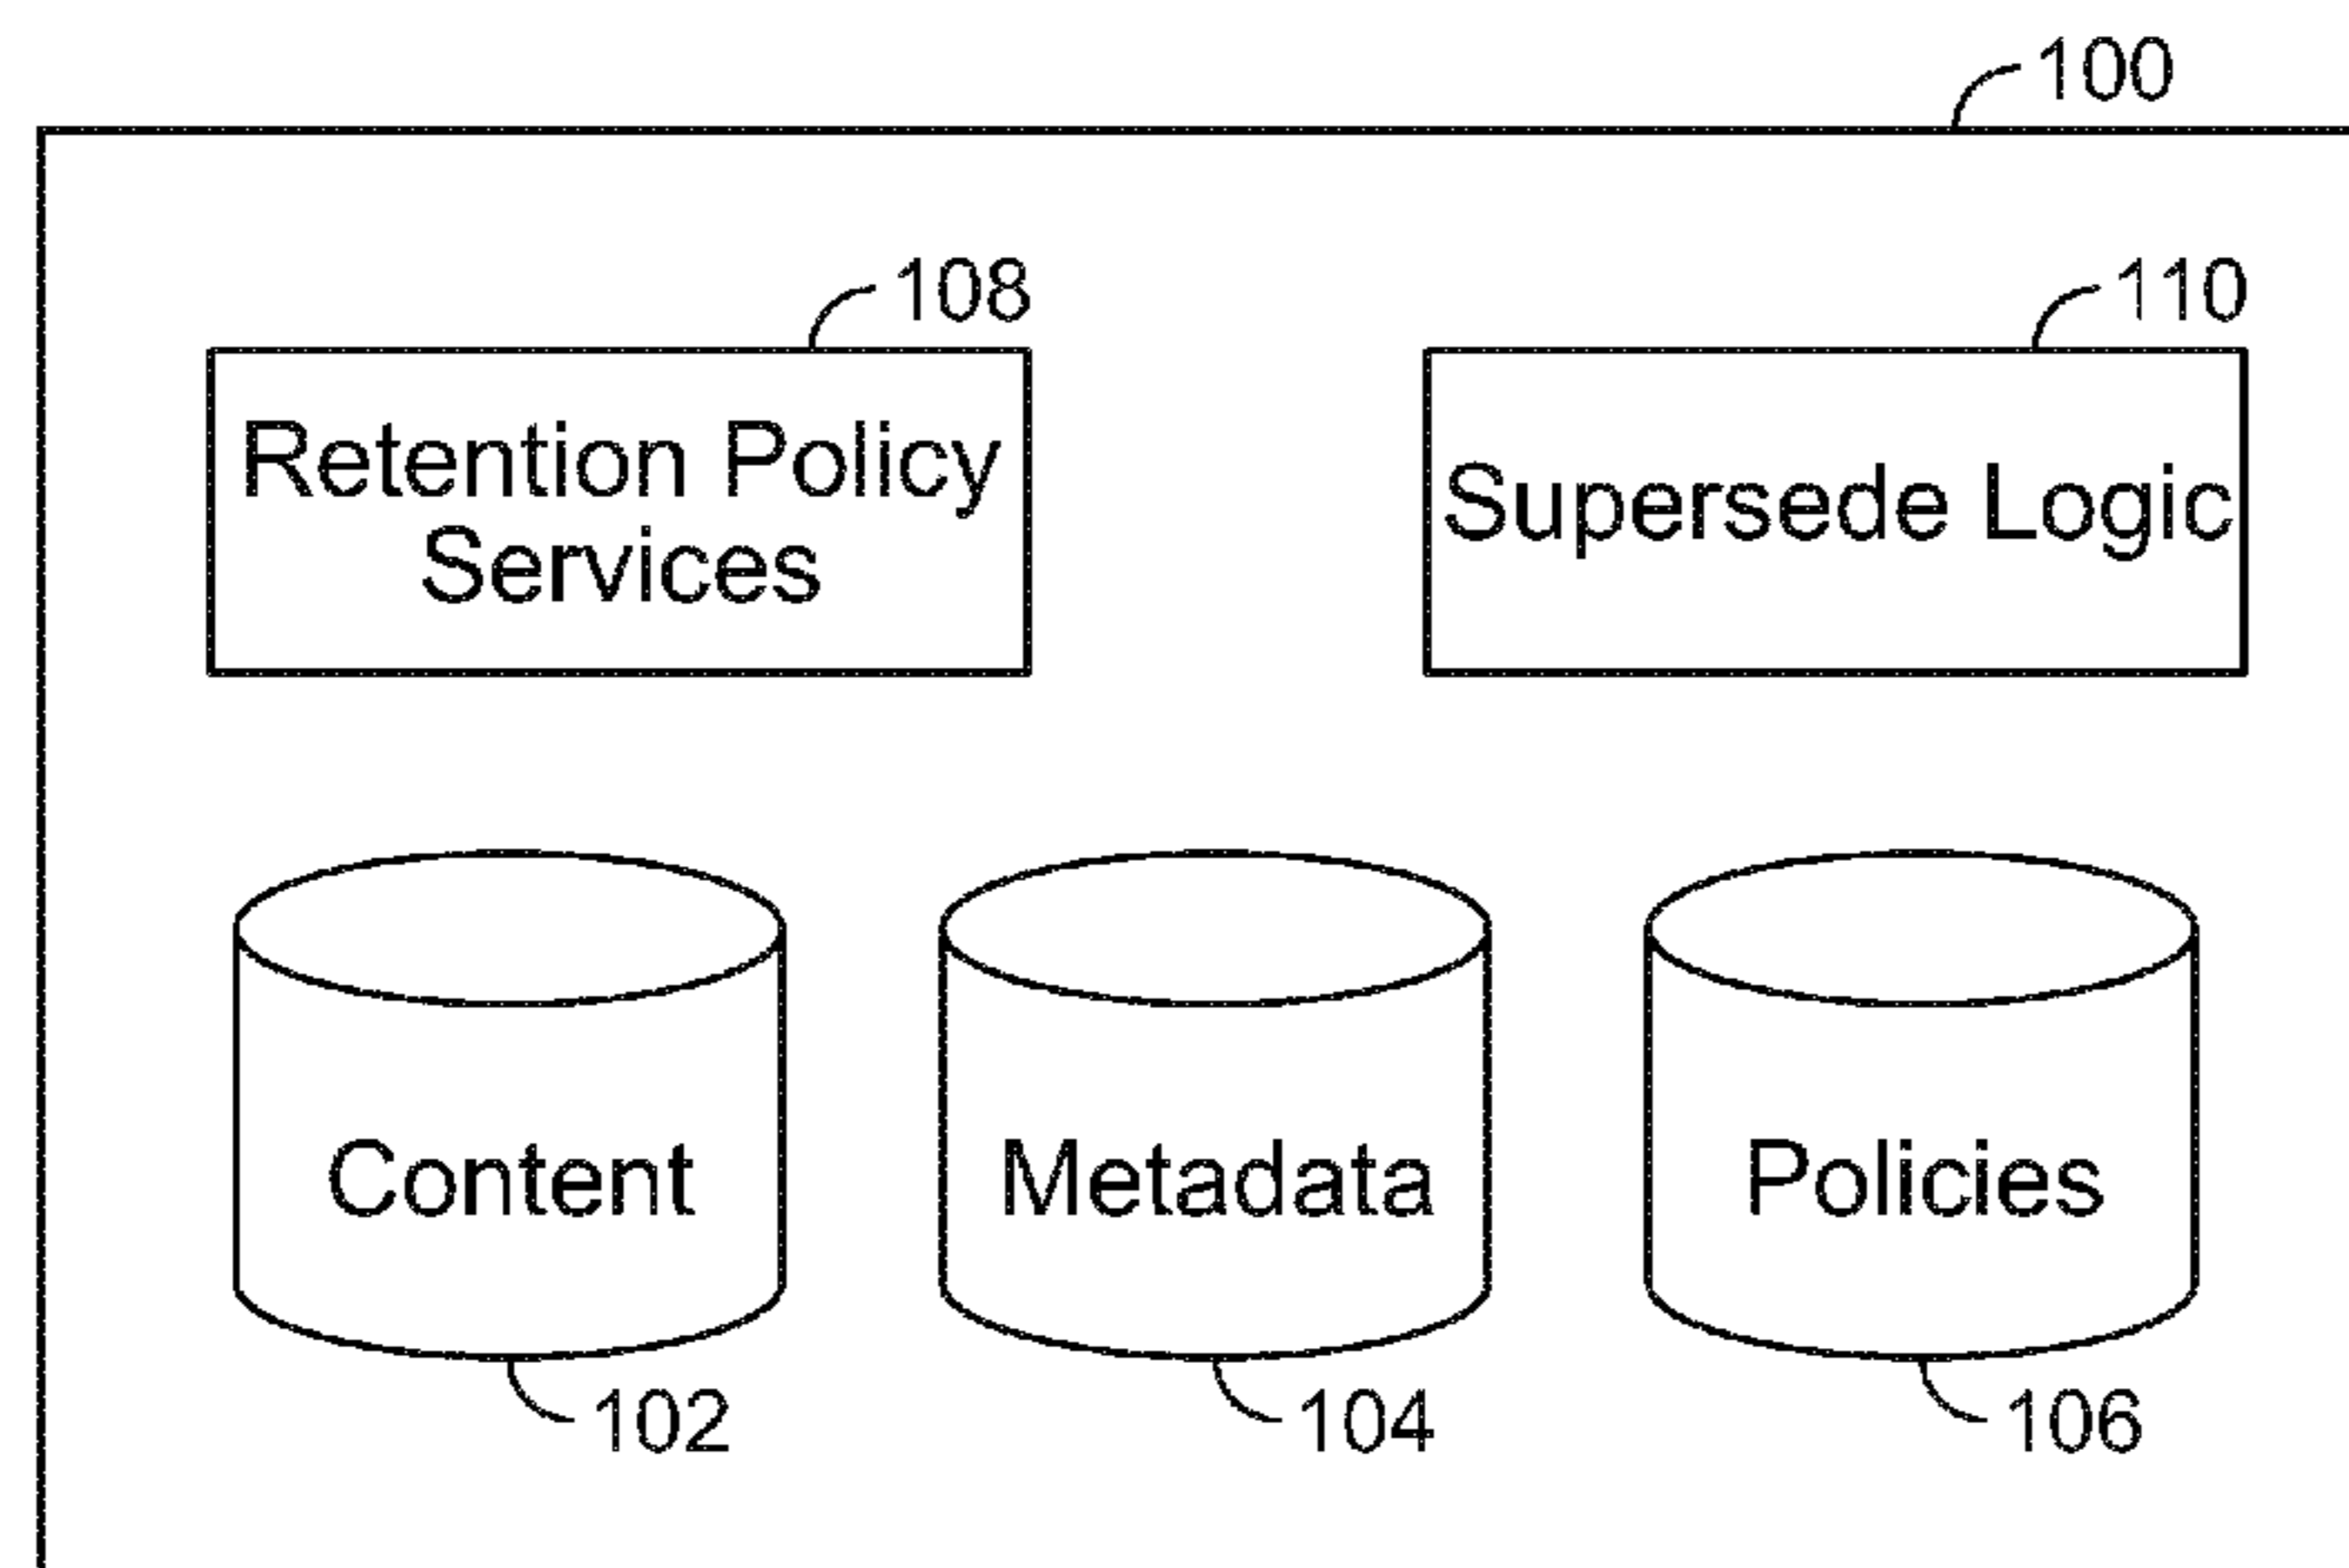 100
108
110
Retention Policy
Services
Supersede Logic
Content
Metadata
Policies
102
104
106